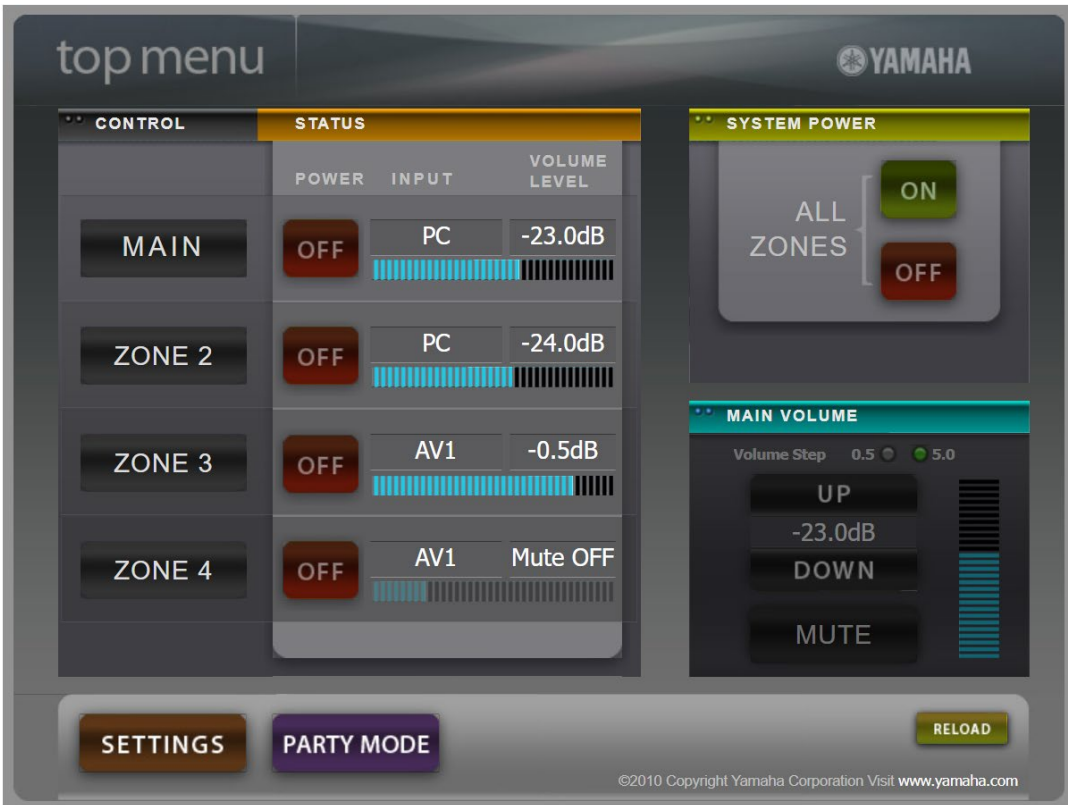 top menu
YAMAHA
CONTROL
STATUS
POWER INPUT VOLUME LEVEL
MAIN OFF PC -23.0dB
ZONE 2 OFF PC -24.0dB
ZONE 3 OFF AV1 -0.5dB
ZONE 4 OFF AV1 Mute OFF
SYSTEM POWER
ALL ZONES
ON
OFF
MAIN VOLUME
Volume Step 0.5 5.0
UP
-23.0dB
DOWN
MUTE
SETTINGS
PARTY MODE
RELOAD
©2010 Copyright Yamaha Corporation Visit www.yamaha.com